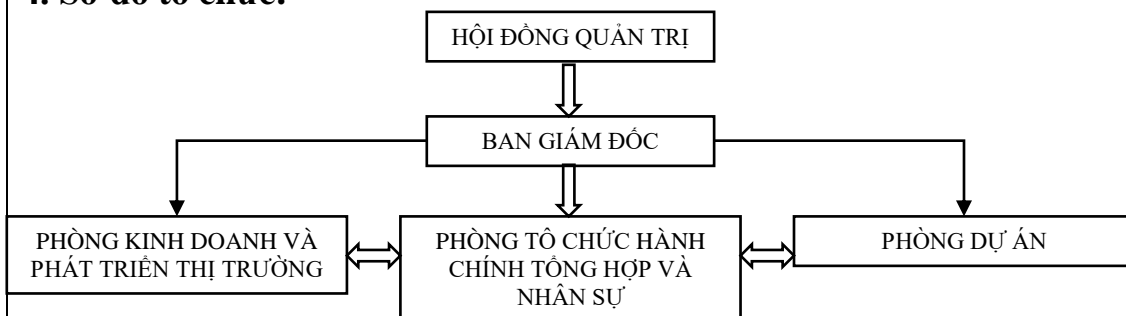 4. Sơ đồ tổ chức:
HỘI ĐỒNG QUẢN TRỊ
BAN GIÁM ĐỐC
PHÒNG KINH DOANH VÀ
PHÁT TRIỂN THỊ TRƯỜNG
PHÒNG TỔ CHỨC HÀNH
CHÍNH TỔNG HỢP VÀ
NHÂN SỰ
PHÒNG DỰ ÁN